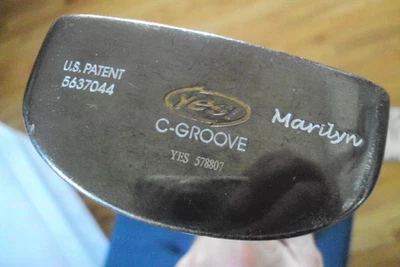 U.S. PATENT
5637044
Yes!
C-GROOVE
Marilyn
YES 578807